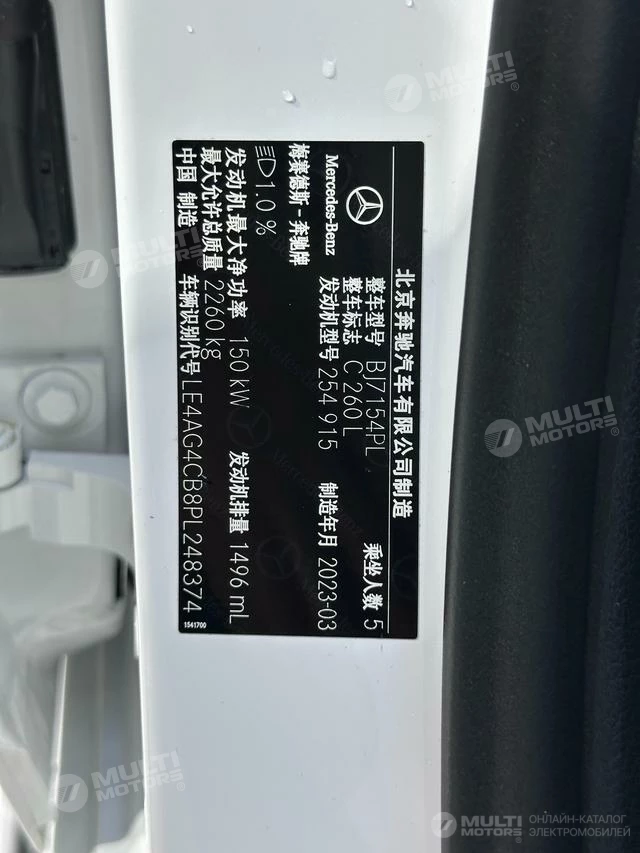 北京奔驰汽车有限公司制造
Mercedes-Benz
梅赛德斯-奔驰牌
整车型号 BJ7154PL 乘坐人数 5
整车标志 C 260 L
发动机型号 254 915 制造年月 2023-03
1.0 %
发动机最大净功率 150 kW 发动机排量 1496 mL
最大允许总质量 2260 kg
中国 制造 车辆识别代号 LE4AG4CB8PL248374
1541700
MULTI MOTORS®
MULTI MOTORS
MULTI MOTORS®
MULTI MOTORS
MULTI MOTORS
ОНЛАЙН-КАТАЛОГ
ЭЛЕКТРОМОБИЛЕЙ